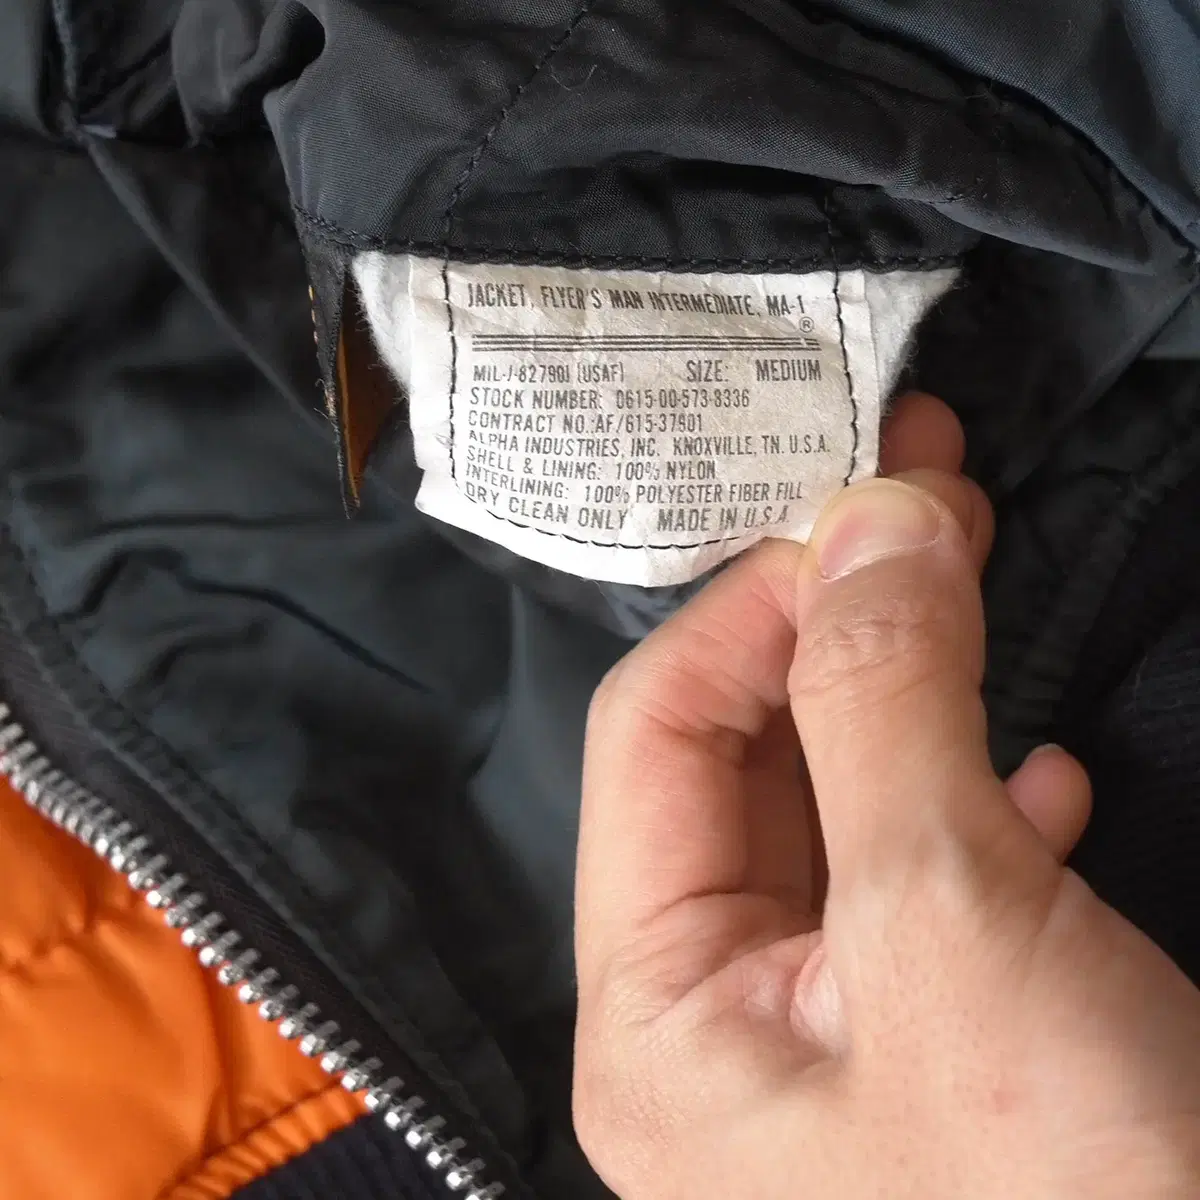 JACKET, FLYER'S MAN INTERMEDIATE, MA-1
®
MIL-J-82790J (USAF) SIZE: MEDIUM
STOCK NUMBER: 0615-00-573-8336
CONTRACT NO.:AF/615-37901
ALPHA INDUSTRIES, INC. KNOXVILLE, TN. U.S.A.
SHELL & LINING: 100% NYLON
INTERLINING: 100% POLYESTER FIBER FILL
DRY CLEAN ONLY MADE IN U.S.A.